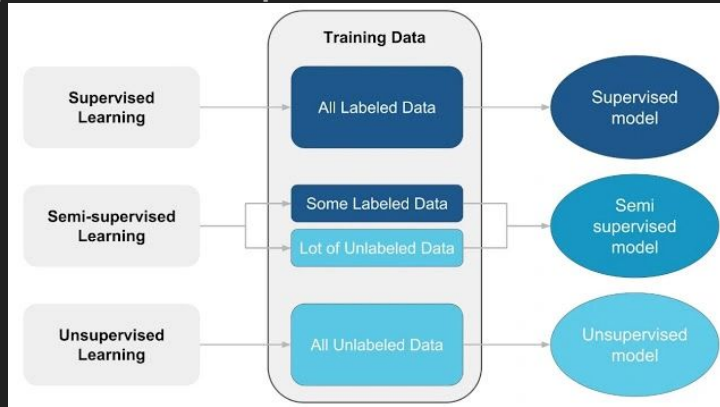 Training Data
Supervised
Learning
All Labeled Data
Supervised
model
Semi-supervised
Learning
Some Labeled Data
Lot of Unlabeled Data
Semi
supervised
model
Unsupervised
Learning
All Unlabeled Data
Unsupervised
model